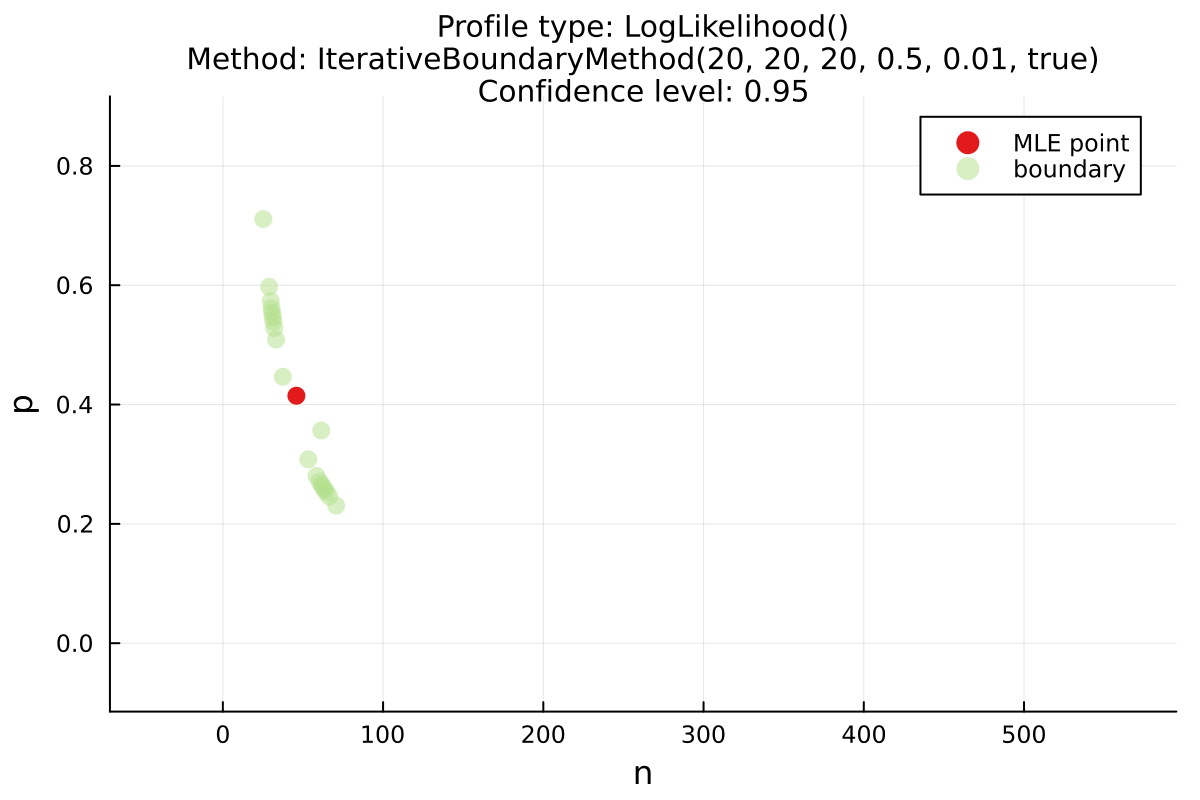 Profile type: LogLikelihood()
Method: IterativeBoundaryMethod(20, 20, 20, 0.5, 0.01, true)
Confidence level: 0.95
MLE point
boundary
0.8
0.6
0.4
0.2
0.0
p
0 100 200 300 400 500
n